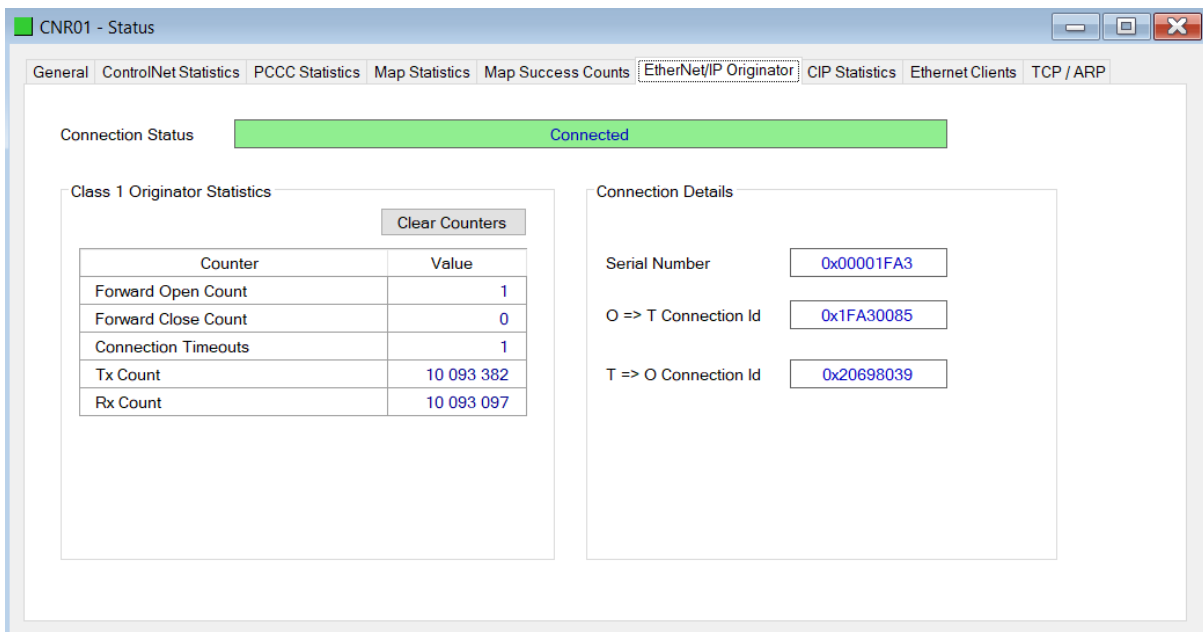 CNR01 - Status
General ControlNet Statistics PCCC Statistics Map Statistics Map Success Counts EtherNet/IP Originator CIP Statistics Ethernet Clients TCP / ARP
Connection Status Connected
Class 1 Originator Statistics
Clear Counters
Counter Value
Forward Open Count 1
Forward Close Count 0
Connection Timeouts 1
Tx Count 10 093 382
Rx Count 10 093 097
Connection Details
Serial Number 0x00001FA3
O => T Connection Id 0x1FA30085
T => O Connection Id 0x20698039